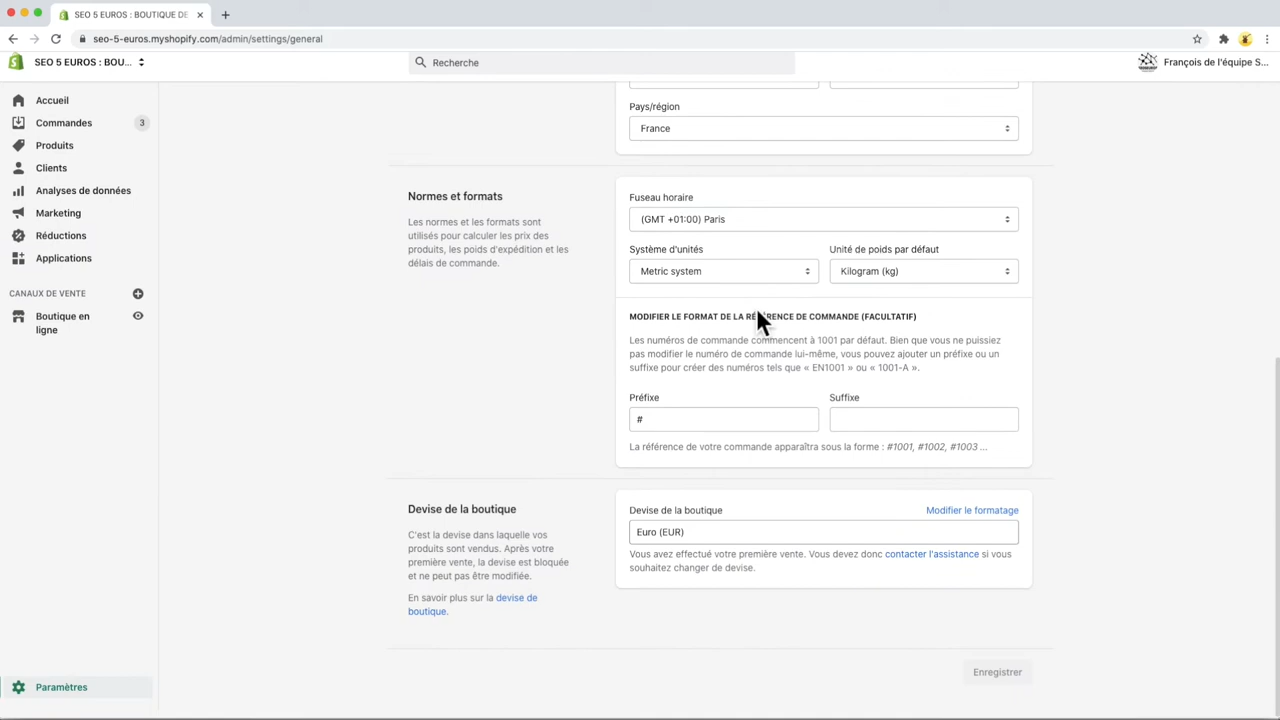 SEO 5 EUROS : BOUTIQUE DE
seo-5-euros.myshopify.com/admin/settings/general
SEO 5 EUROS : BOU...
Recherche
François de l'équipe S...
Accueil
Commandes
3
Produits
Clients
Analyses de données
Marketing
Réductions
Applications
CANAUX DE VENTE
Boutique en
ligne
Paramètres
Pays/région
France
Normes et formats
Les normes et les formats sont
utilisés pour calculer les prix des
produits, les poids d'expédition et les
délais de commande.
Fuseau horaire
(GMT +01:00) Paris
Système d'unités
Unité de poids par défaut
Metric system
Kilogram (kg)
MODIFIER LE FORMAT DE LA RÉFÉRENCE DE COMMANDE (FACULTATIF)
Les numéros de commande commencent à 1001 par défaut. Bien que vous ne puissiez
pas modifier le numéro de commande lui-même, vous pouvez ajouter un préfixe ou un
suffixe pour créer des numéros tels que « EN1001 » ou « 1001-A ».
Préfixe
Suffixe
#
La référence de votre commande apparaîtra sous la forme : #1001, #1002, #1003 ...
Devise de la boutique
C'est la devise dans laquelle vos
produits sont vendus. Après votre
première vente, la devise est bloquée
et ne peut pas être modifiée.
En savoir plus sur la devise de
boutique.
Devise de la boutique
Modifier le formatage
Euro (EUR)
Vous avez effectué votre première vente. Vous devez donc contacter l'assistance si vous
souhaitez changer de devise.
Enregistrer